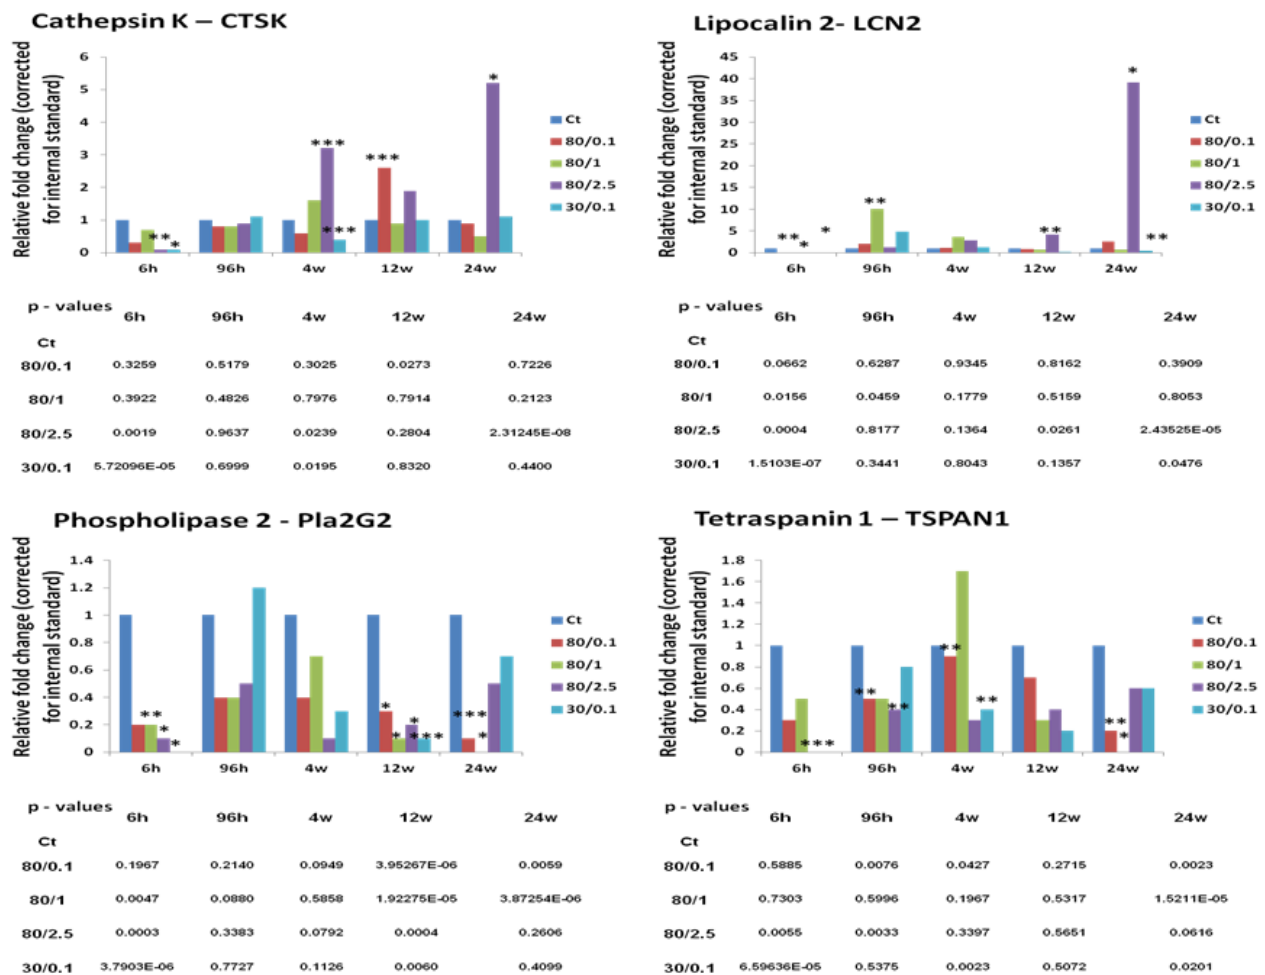 Cathepsin K – CTSK
Relative fold change (corrected
for internal standard)
6
5
4
3
2
1
0
** * *** *** *** *
6h 96h 4w 12w 24w
Ct
80/0.1
80/1
80/2.5
30/0.1
p - values 6h 96h 4w 12w 24w
Ct
80/0.1 0.3259 0.5179 0.3025 0.0273 0.7226
80/1 0.3922 0.4826 0.7976 0.7914 0.2123
80/2.5 0.0019 0.9637 0.0239 0.2804 2.31245E-08
30/0.1 5.72096E-05 0.6999 0.0195 0.8320 0.4400
Lipocalin 2- LCN2
Relative fold change (corrected
for internal standard)
45
40
35
30
25
20
15
10
5
0
** * * ** ** * **
6h 96h 4w 12w 24w
Ct
80/0.1
80/1
80/2.5
30/0.1
p - values 6h 96h 4w 12w 24w
Ct
80/0.1 0.0662 0.6287 0.9345 0.8162 0.3909
80/1 0.0156 0.0459 0.1779 0.5159 0.8053
80/2.5 0.0004 0.8177 0.1364 0.0261 2.43525E-05
30/0.1 1.5103E-07 0.3441 0.8043 0.1357 0.0476
Phospholipase 2 - Pla2G2
Relative fold change (corrected
for internal standard)
1.4
1.2
1
0.8
0.6
0.4
0.2
0
** * * * * * *** *** *
6h 96h 4w 12w 24w
Ct
80/0.1
80/1
80/2.5
30/0.1
p - values 6h 96h 4w 12w 24w
Ct
80/0.1 0.1967 0.2140 0.0949 3.95267E-06 0.0059
80/1 0.0047 0.0880 0.5858 1.92275E-05 3.87254E-06
80/2.5 0.0003 0.3383 0.0792 0.0004 0.2606
30/0.1 3.7903E-06 0.7727 0.1126 0.0060 0.4099
Tetraspanin 1 – TSPAN1
Relative fold change (corrected
for internal standard)
1.8
1.6
1.4
1.2
1
0.8
0.6
0.4
0.2
0
*** ** ** ** ** ** *
6h 96h 4w 12w 24w
Ct
80/0.1
80/1
80/2.5
30/0.1
p - values 6h 96h 4w 12w 24w
Ct
80/0.1 0.5885 0.0076 0.0427 0.2715 0.0023
80/1 0.7303 0.5996 0.1967 0.5317 1.5211E-05
80/2.5 0.0055 0.0033 0.3397 0.5651 0.0616
30/0.1 6.59636E-05 0.5375 0.0023 0.5072 0.0201